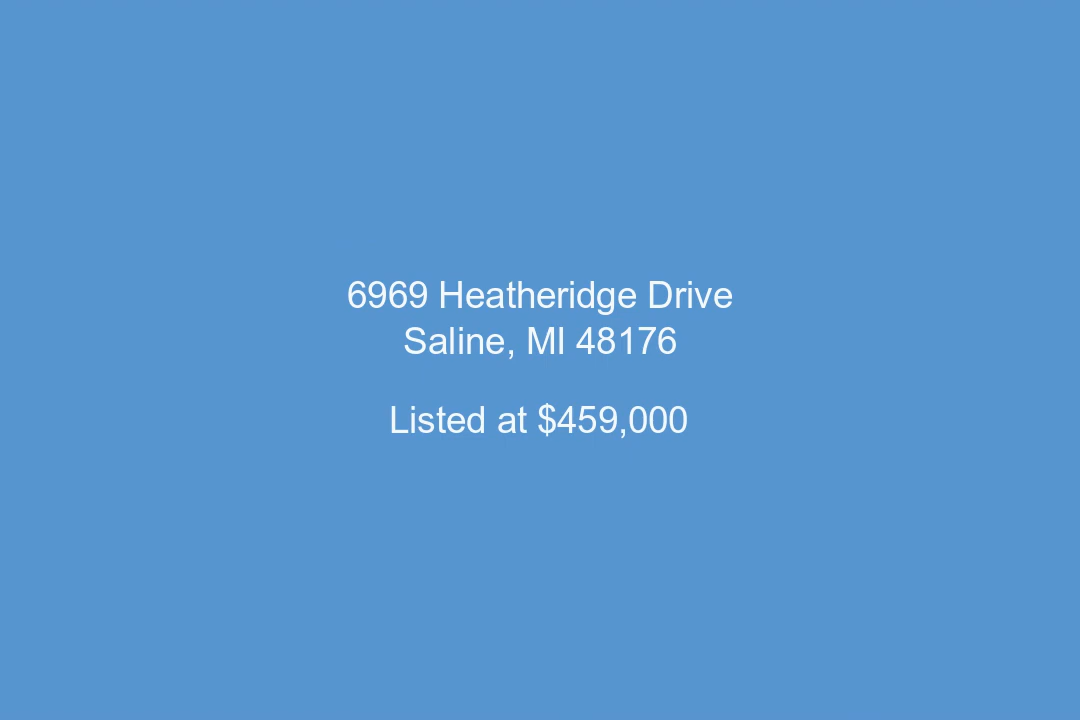 6969 Heatheridge Drive
Saline, MI 48176
Listed at $459,000